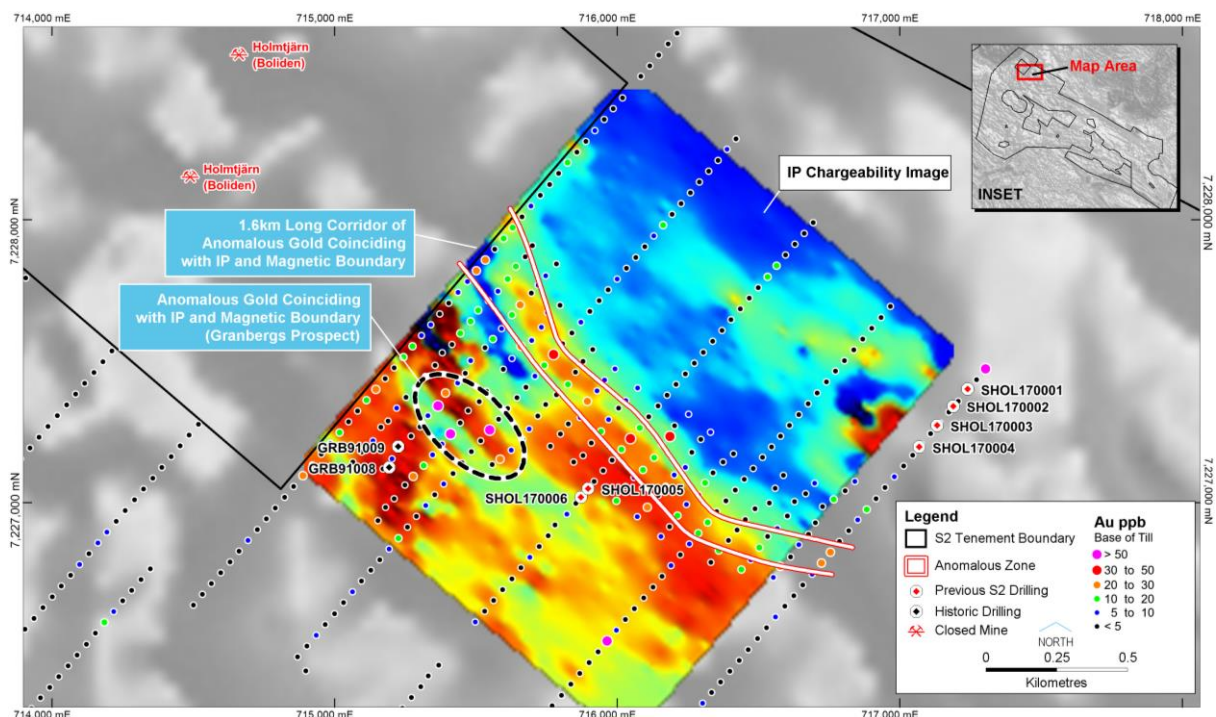 714,000 mE
715,000 mE
716,000 mE
717,000 mE
718,000 mE
Holmtjärn
(Boliden)
Map Area
INSET
Holmtjärn
(Boliden)
IP Chargeability Image
7,228,000 mN
7,228,000 mN
1.6km Long Corridor of
Anomalous Gold Coinciding
with IP and Magnetic Boundary
Anomalous Gold Coinciding
with IP and Magnetic Boundary
(Granbergs Prospect)
SHOL170001
SHOL170002
SHOL170003
SHOL170004
GRB91009
GRB91008
SHOL170005
SHOL170006
7,227,000 mN
7,227,000 mN
Legend
S2 Tenement Boundary
Anomalous Zone
Previous S2 Drilling
Historic Drilling
Closed Mine
Au ppb
Base of Till
> 50
30 to 50
20 to 30
10 to 20
5 to 10
< 5
NORTH
0 0.25 0.5
Kilometres
714,000 mE
715,000 mE
716,000 mE
717,000 mE